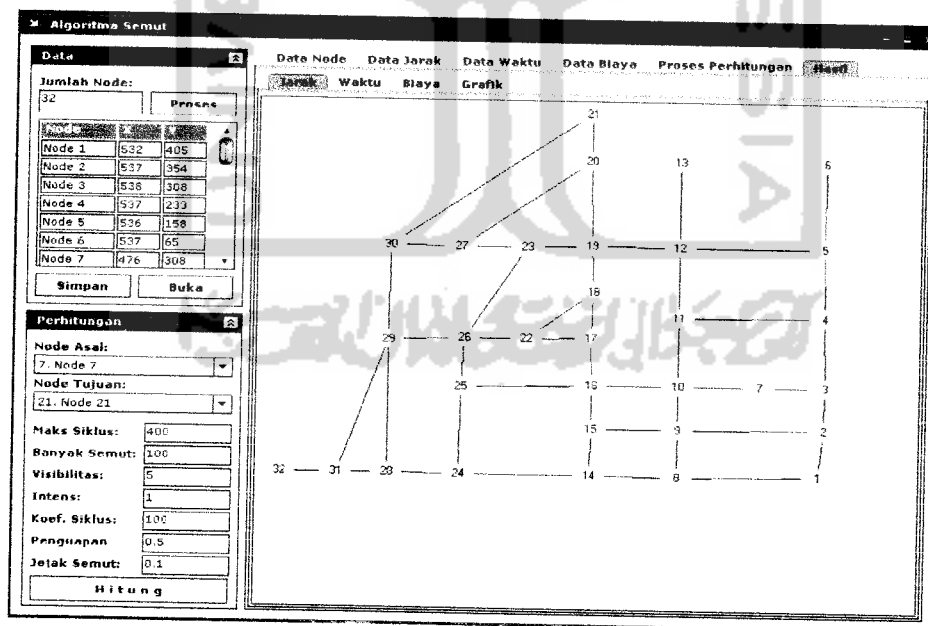 Algoritma Semut
Data
Jumlah Node:
32
Proses
Node X Y
Node 1 532 405
Node 2 537 354
Node 3 538 308
Node 4 537 233
Node 5 536 158
Node 6 537 65
Node 7 476 308
Simpan Buka
Perhitungan
Node Asal:
7. Node 7
Node Tujuan:
21. Node 21
Maks Siklus: 400
Banyak Semut: 100
Visibilitas: 5
Intens: 1
Koef. Siklus: 100
Penguapan 0.5
Jejak Semut: 0.1
Hitung
Data Node Data Jarak Data Waktu Data Biaya Proses Perhitungan Hasil
Jarak Waktu Biaya Grafik
21
20 13 6
30 27 23 19 12 5
18
11 4
29 26 22 17
25 16 10 7 3
15 9 2
32 31 28 24 14 8 1